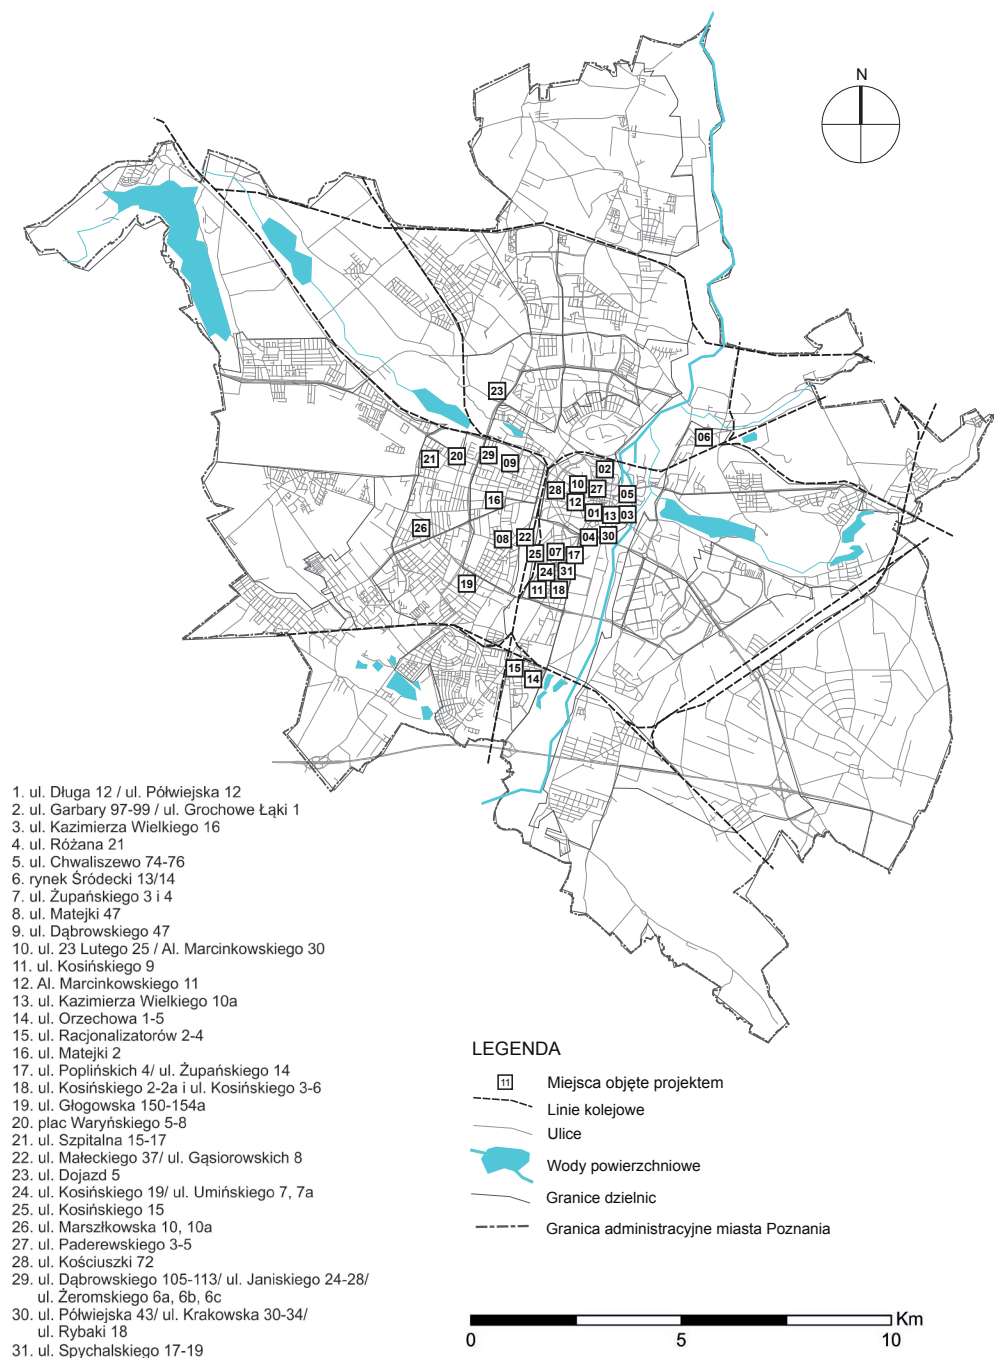 N
23
06
21
20
29
09
02
10
28
27
05
12
16
01
13
03
26
08
22
04
30
25
07
17
24
31
19
11
18
15
14
1. ul. Długa 12 / ul. Półwiejska 12
2. ul. Garbary 97-99 / ul. Grochowe Łąki 1
3. ul. Kazimierza Wielkiego 16
4. ul. Różana 21
5. ul. Chwaliszewo 74-76
6. rynek Śródecki 13/14
7. ul. Żupańskiego 3 i 4
8. ul. Matejki 47
9. ul. Dąbrowskiego 47
10. ul. 23 Lutego 25 / Al. Marcinkowskiego 30
11. ul. Kosińskiego 9
12. Al. Marcinkowskiego 11
13. ul. Kazimierza Wielkiego 10a
14. ul. Orzechowa 1-5
15. ul. Racjonalizatorów 2-4
16. ul. Matejki 2
17. ul. Poplińskich 4/ ul. Żupańskiego 14
18. ul. Kosińskiego 2-2a i ul. Kosińskiego 3-6
19. ul. Głogowska 150-154a
20. plac Waryńskiego 5-8
21. ul. Szpitalna 15-17
22. ul. Małeckiego 37/ ul. Gąsiorowskich 8
23. ul. Dojazd 5
24. ul. Kosińskiego 19/ ul. Umińskiego 7, 7a
25. ul. Kosińskiego 15
26. ul. Marszłkowska 10, 10a
27. ul. Paderewskiego 3-5
28. ul. Kościuszki 72
29. ul. Dąbrowskiego 105-113/ ul. Janiskiego 24-28/
ul. Żeromskiego 6a, 6b, 6c
30. ul. Półwiejska 43/ ul. Krakowska 30-34/
ul. Rybaki 18
31. ul. Spychalskiego 17-19
LEGENDA
11 Miejsca objęte projektem
Linie kolejowe
Ulice
Wody powierzchniowe
Granice dzielnic
Granica administracyjne miasta Poznania
Km
0 5 10